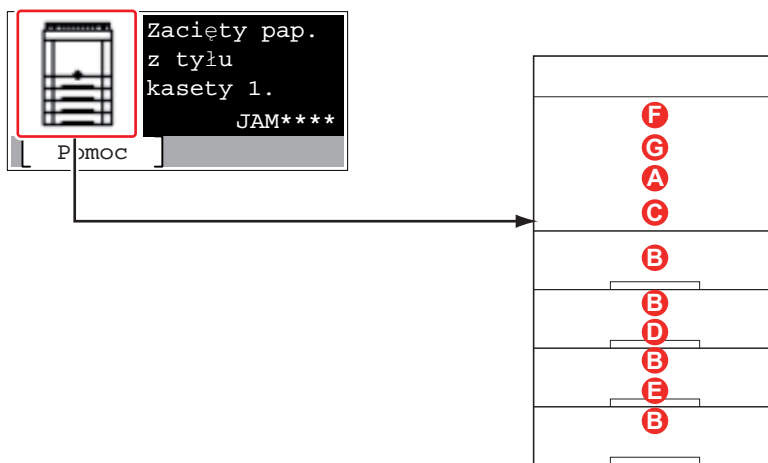 Zacięty pap.
z tyłu
kasety 1.
JAM****
Pomoc
F
G
A
C
B
B
D
B
E
B